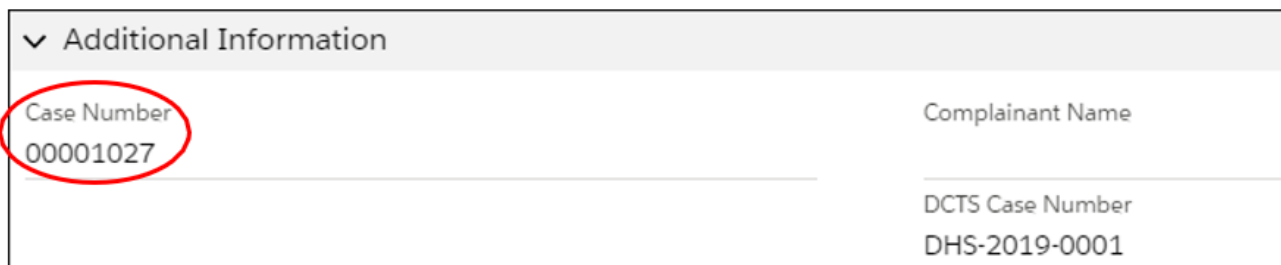 Additional Information
Case Number
00001027
Complainant Name
DCTS Case Number
DHS-2019-0001